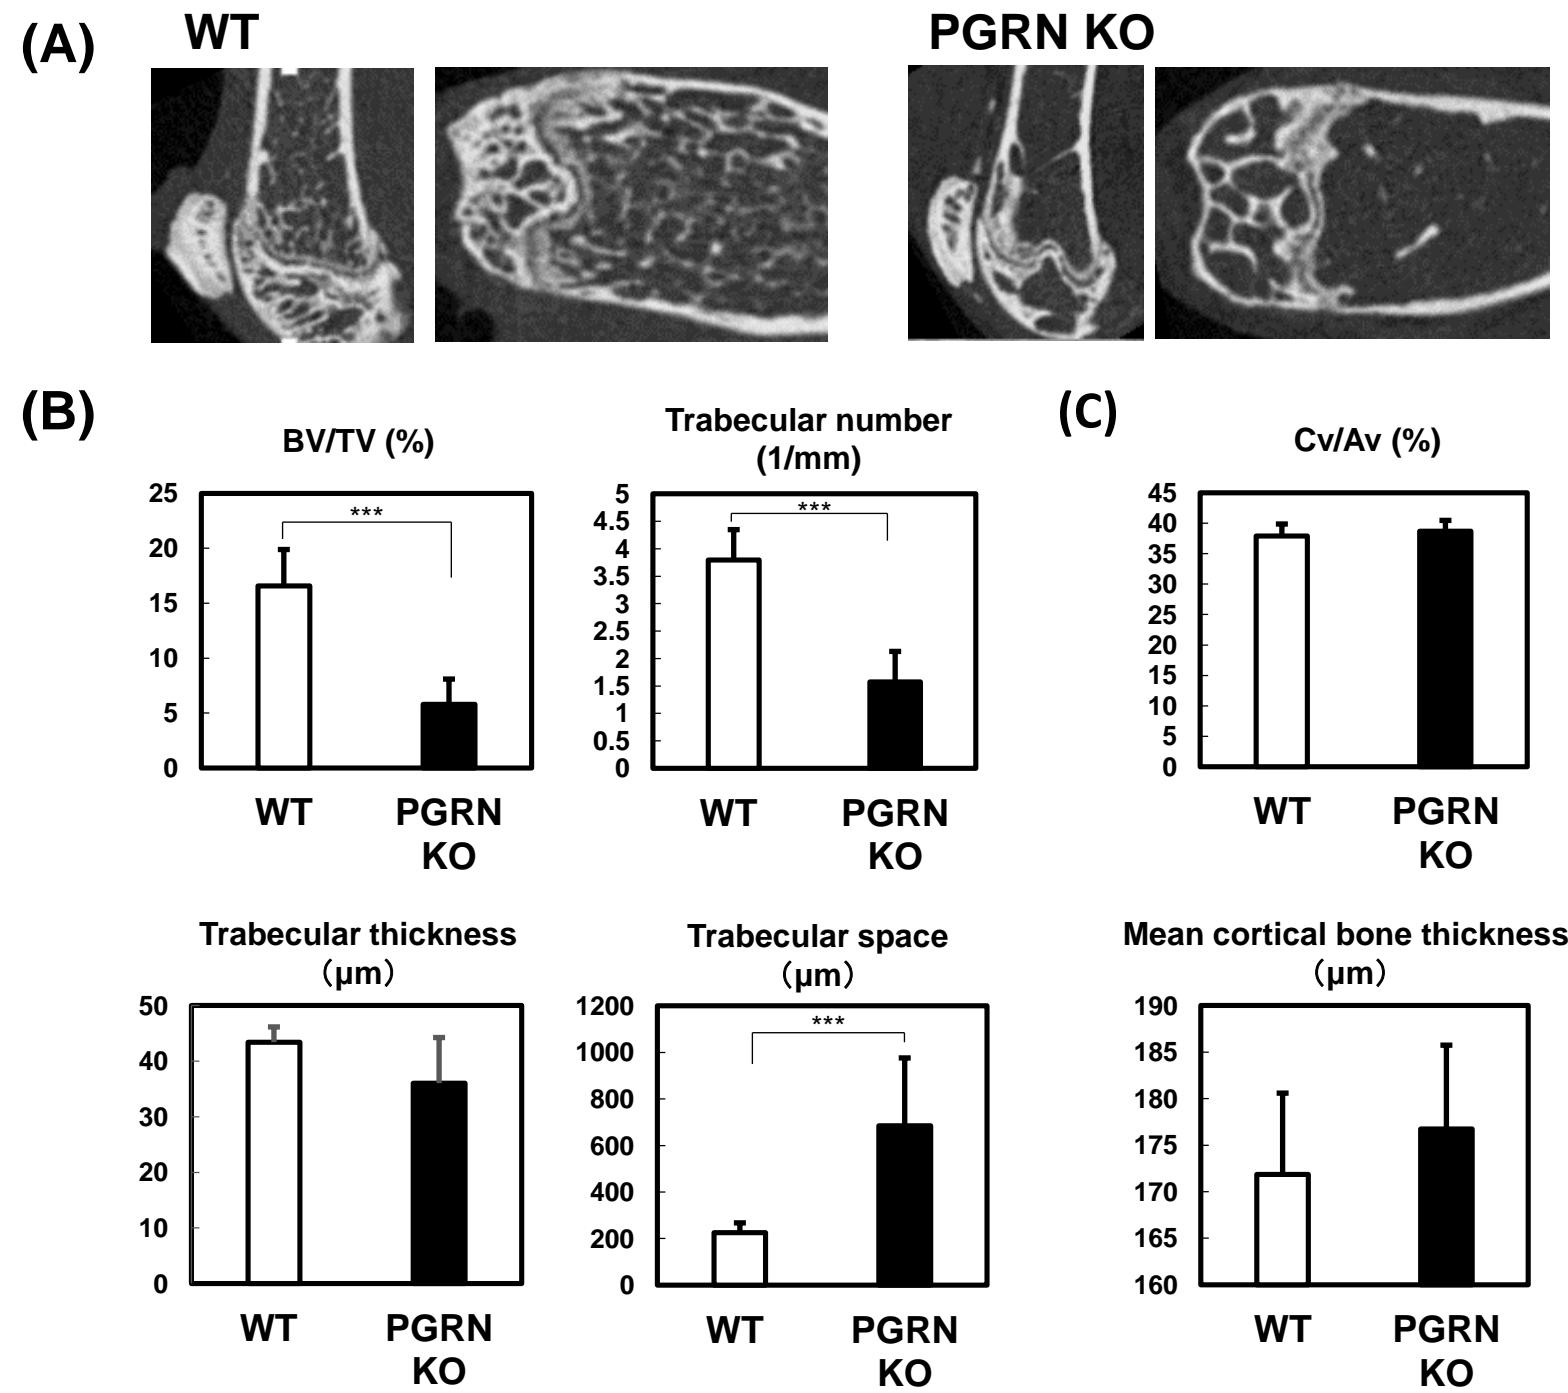 (A)
WT
PGRN KO
(B)
BV/TV (%)
25
20
15
10
5
0
***
WT
PGRN
KO
Trabecular number
(1/mm)
5
4.5
4
3.5
3
2.5
2
1.5
1
0.5
0
***
WT
PGRN
KO
(C)
Cv/Av (%)
45
40
35
30
25
20
15
10
5
0
WT
PGRN
KO
Trabecular thickness
（μm）
50
40
30
20
10
0
WT
PGRN
KO
Trabecular space
（μm）
1200
1000
800
600
400
200
0
***
WT
PGRN
KO
Mean cortical bone thickness
（μm）
190
185
180
175
170
165
160
WT
PGRN
KO